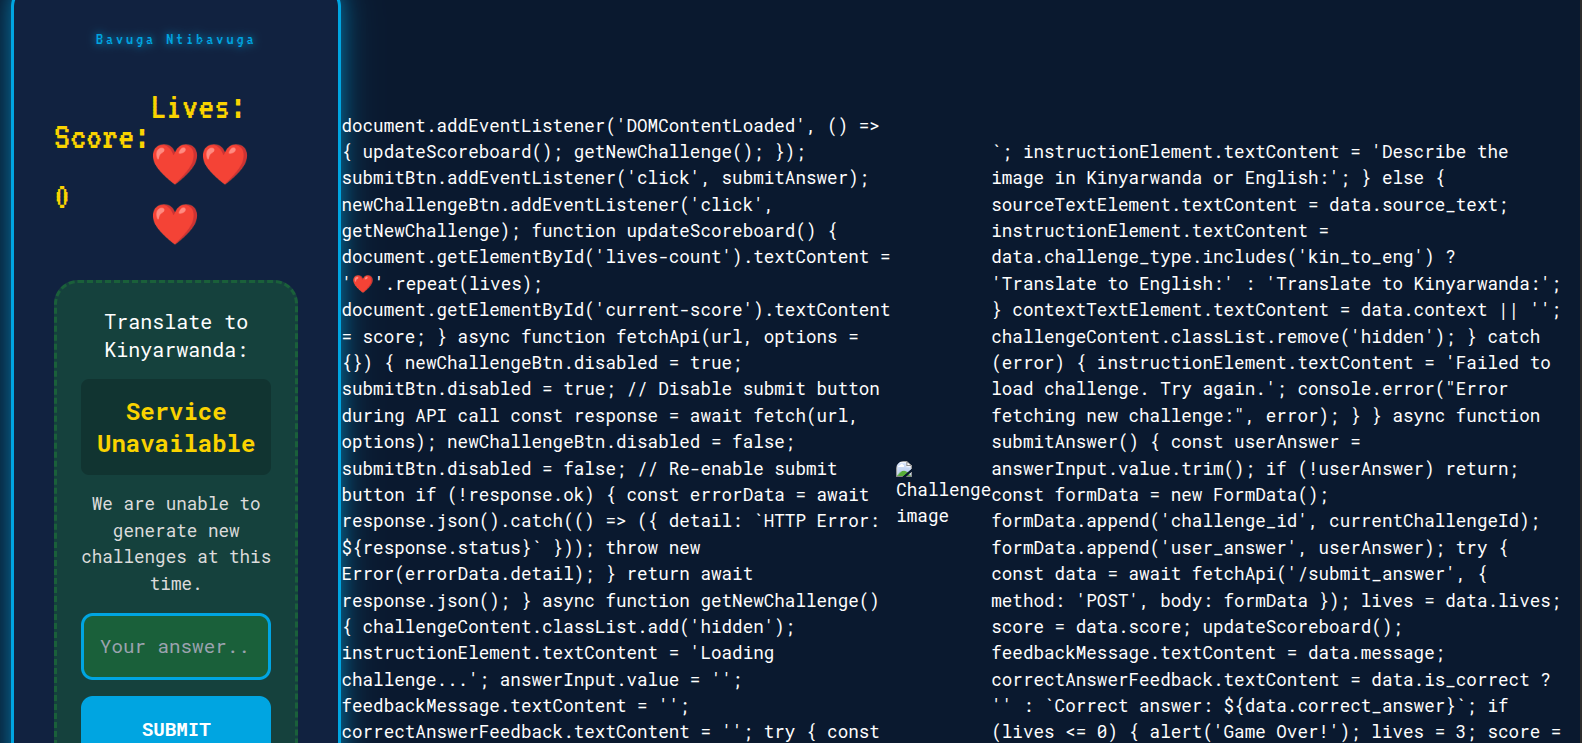 Bavuga Ntibavuga
Score:
0
Lives:
❤️❤️
❤️
Translate to
Kinyarwanda:
Service
Unavailable
We are unable to
generate new
challenges at this
time.
Your answer..
SUBMIT
document.addEventListener('DOMContentLoaded', () =>
{ updateScoreboard(); getNewChallenge(); });
submitBtn.addEventListener('click', submitAnswer);
newChallengeBtn.addEventListener('click',
getNewChallenge); function updateScoreboard() {
document.getElementById('lives-count').textContent =
'❤️'.repeat(lives);
document.getElementById('current-score').textContent
= score; } async function fetchApi(url, options =
{}) { newChallengeBtn.disabled = true;
submitBtn.disabled = true; // Disable submit button
during API call const response = await fetch(url,
options); newChallengeBtn.disabled = false;
submitBtn.disabled = false; // Re-enable submit
button if (!response.ok) { const errorData = await
response.json().catch(() => ({ detail: `HTTP Error:
${response.status}` })); throw new
Error(errorData.detail); } return await
response.json(); } async function getNewChallenge()
{ challengeContent.classList.add('hidden');
instructionElement.textContent = 'Loading
challenge...'; answerInput.value = '';
feedbackMessage.textContent = '';
correctAnswerFeedback.textContent = ''; try { const
Challenge
image
`; instructionElement.textContent = 'Describe the
image in Kinyarwanda or English:'; } else {
sourceTextElement.textContent = data.source_text;
instructionElement.textContent =
data.challenge_type.includes('kin_to_eng') ?
'Translate to English:' : 'Translate to Kinyarwanda:';
} contextTextElement.textContent = data.context || '';
challengeContent.classList.remove('hidden'); } catch
(error) { instructionElement.textContent = 'Failed to
load challenge. Try again.'; console.error("Error
fetching new challenge:", error); } } async function
submitAnswer() { const userAnswer =
answerInput.value.trim(); if (!userAnswer) return;
const formData = new FormData();
formData.append('challenge_id', currentChallengeId);
formData.append('user_answer', userAnswer); try {
const data = await fetchApi('/submit_answer', {
method: 'POST', body: formData }); lives = data.lives;
score = data.score; updateScoreboard();
feedbackMessage.textContent = data.message;
correctAnswerFeedback.textContent = data.is_correct ?
'' : `Correct answer: ${data.correct_answer}`; if
(lives <= 0) { alert('Game Over!'); lives = 3; score =